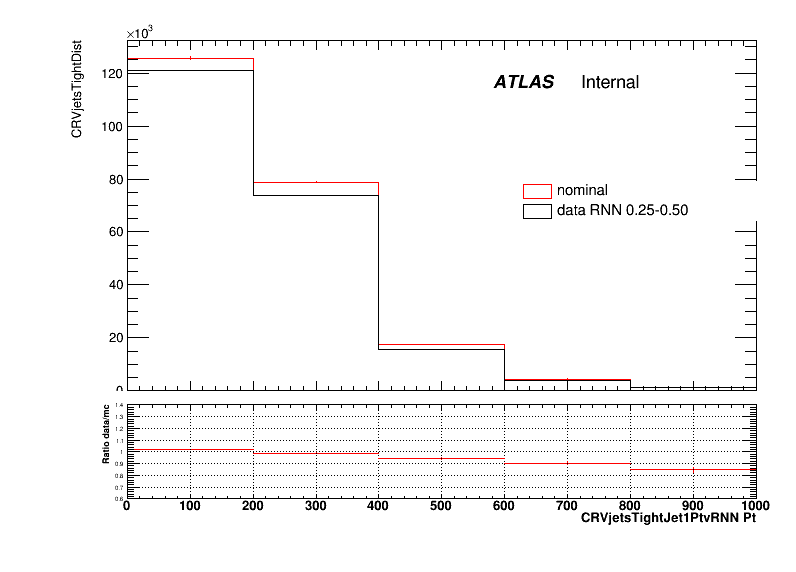 ×10³
CRVjetsTightDist
120
100
80
60
40
20
0
ATLAS Internal
nominal
data RNN 0.25-0.50
Ratio data/mc
1.4
1.3
1.2
1.1
1
0.9
0.8
0.7
0.6
0 100 200 300 400 500 600 700 800 900 1000
CRVjetsTightJet1PtvRNN Pt